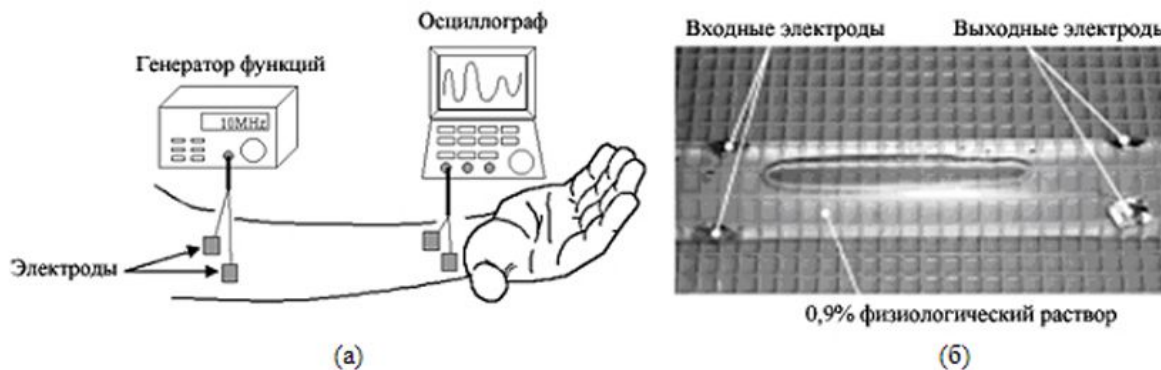 Осциллограф
Генератор функций
10MHz
Электроды
(а)
Входные электроды
Выходные электроды
0,9% физиологический раствор
(б)